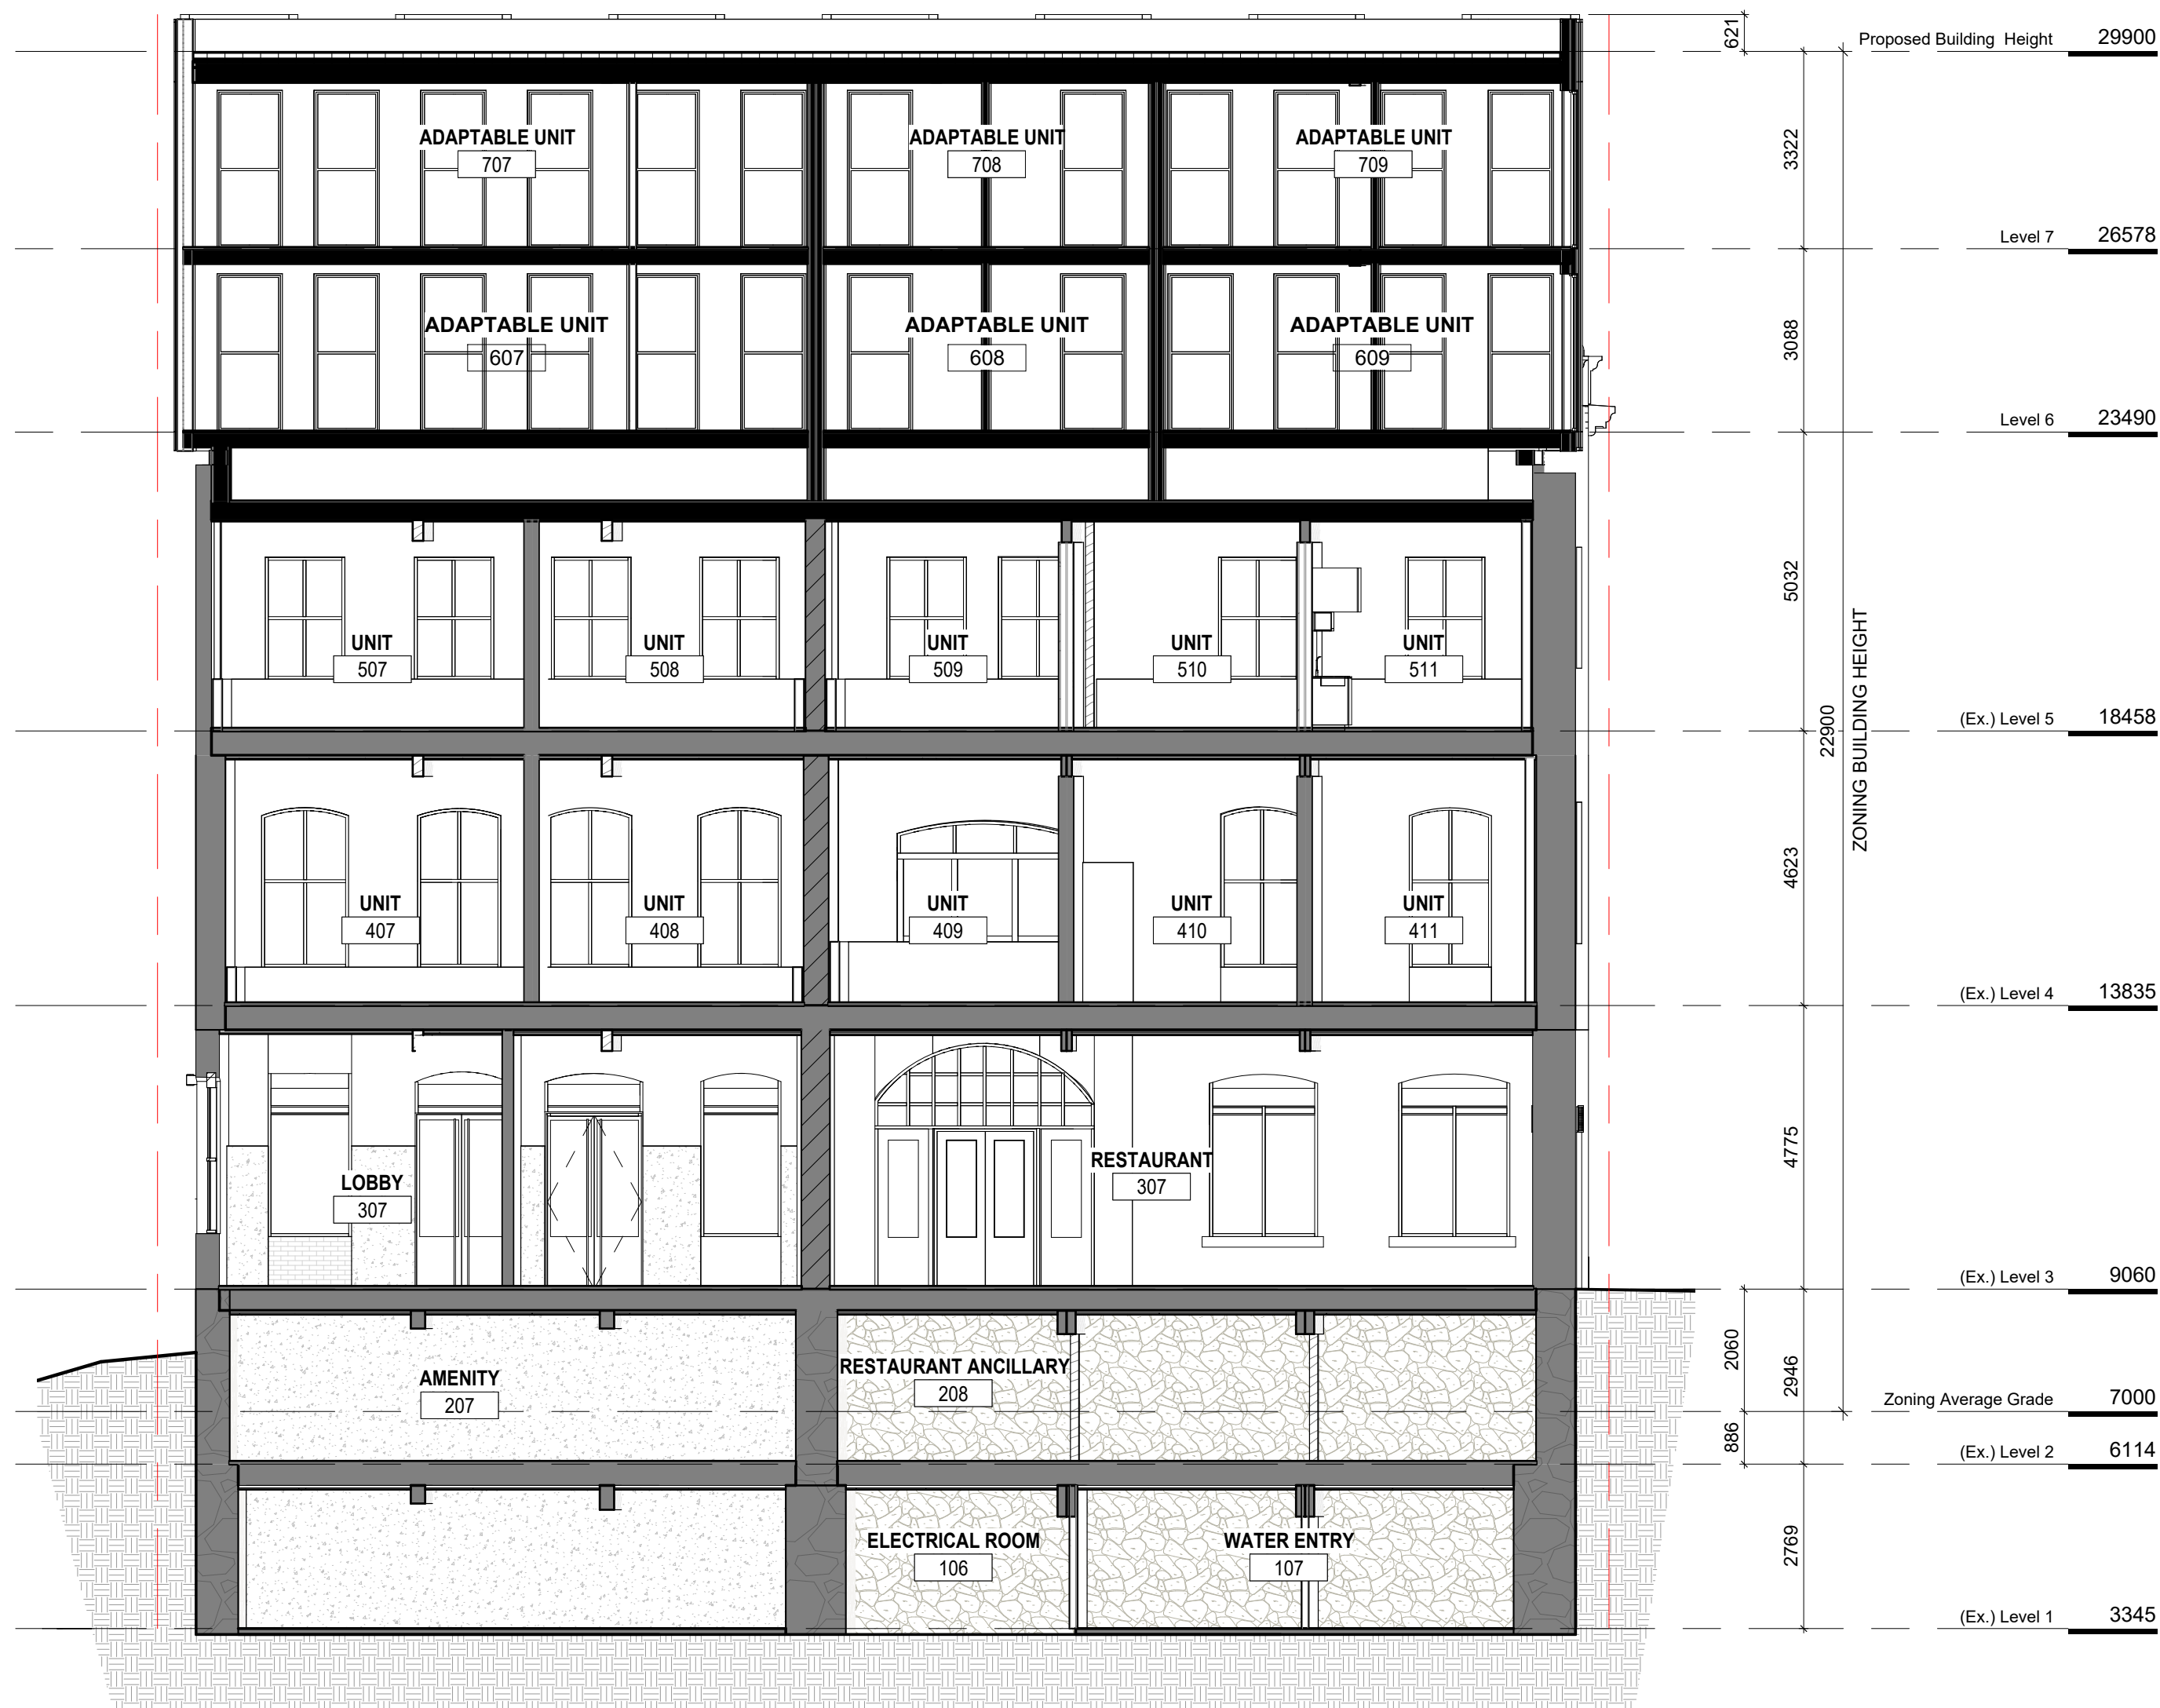 621
Proposed Building Height 29900
ADAPTABLE UNIT
707
ADAPTABLE UNIT
708
ADAPTABLE UNIT
709
3322
Level 7 26578
ADAPTABLE UNIT
607
ADAPTABLE UNIT
608
ADAPTABLE UNIT
609
3088
Level 6 23490
UNIT
507
UNIT
508
UNIT
509
UNIT
510
UNIT
511
5032
22900
ZONING BUILDING HEIGHT
(Ex.) Level 5 18458
UNIT
407
UNIT
408
UNIT
409
UNIT
410
UNIT
411
4623
(Ex.) Level 4 13835
LOBBY
307
RESTAURANT
307
4775
(Ex.) Level 3 9060
AMENITY
207
RESTAURANT ANCILLARY
208
2060
2946
Zoning Average Grade 7000
886
(Ex.) Level 2 6114
ELECTRICAL ROOM
106
WATER ENTRY
107
2769
(Ex.) Level 1 3345